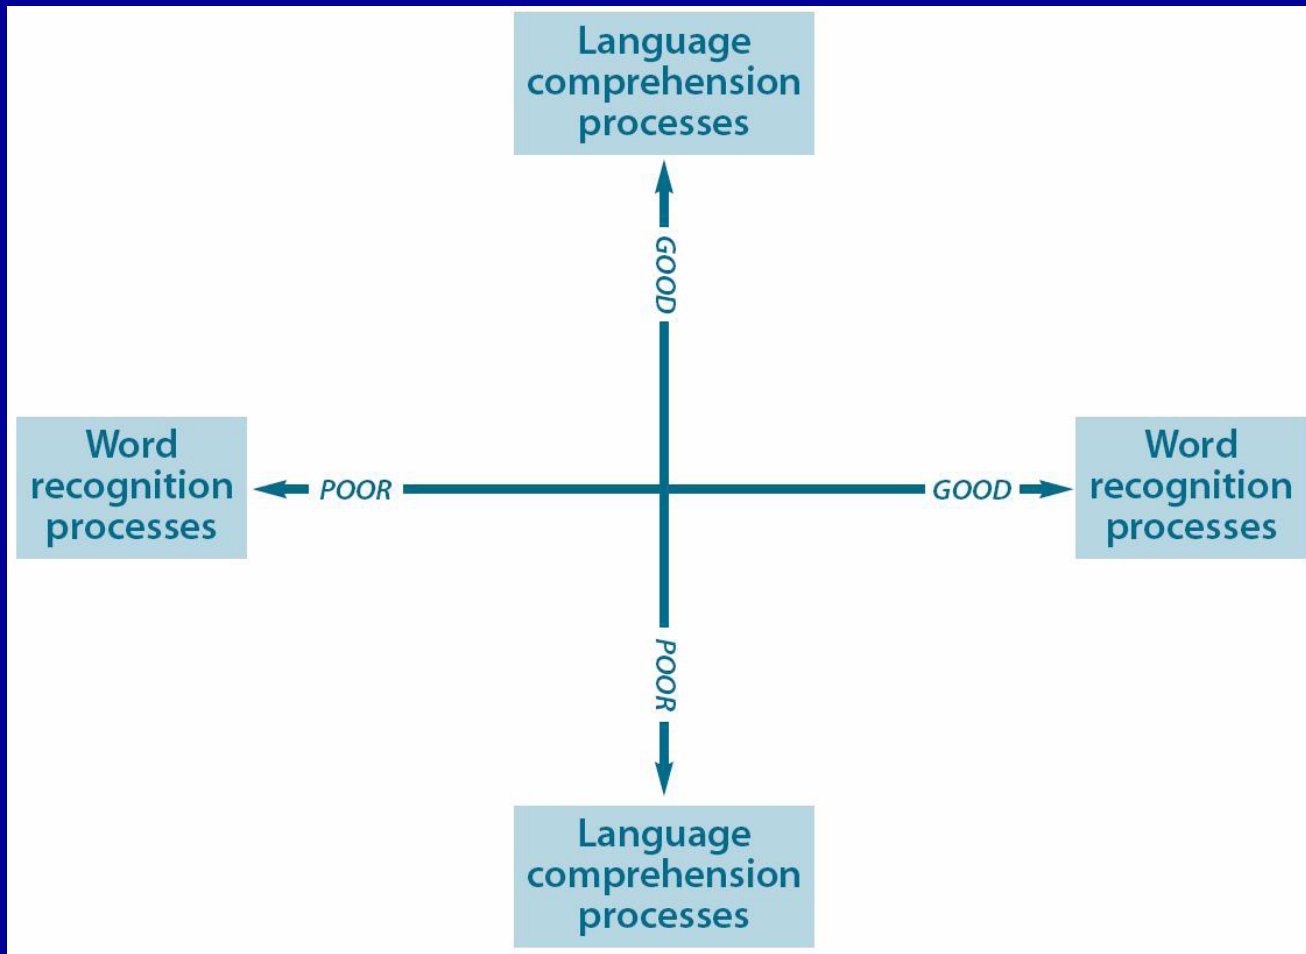 Language
comprehension
processes
GOOD
Word
recognition
processes
POOR
GOOD
Word
recognition
processes
POOR
Language
comprehension
processes